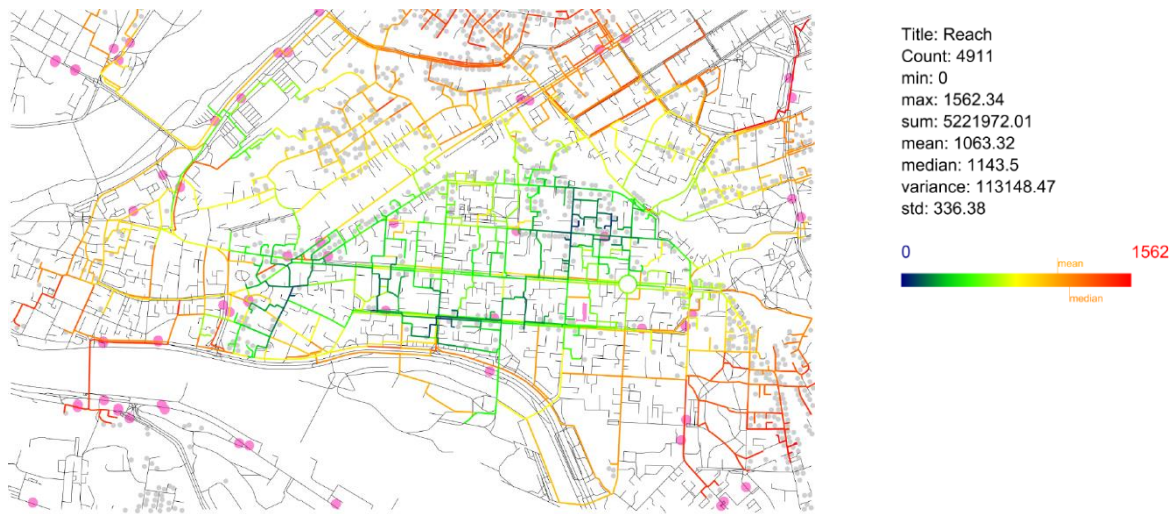 Title: Reach
Count: 4911
min: 0
max: 1562.34
sum: 5221972.01
mean: 1063.32
median: 1143.5
variance: 113148.47
std: 336.38
0 1562
mean
median